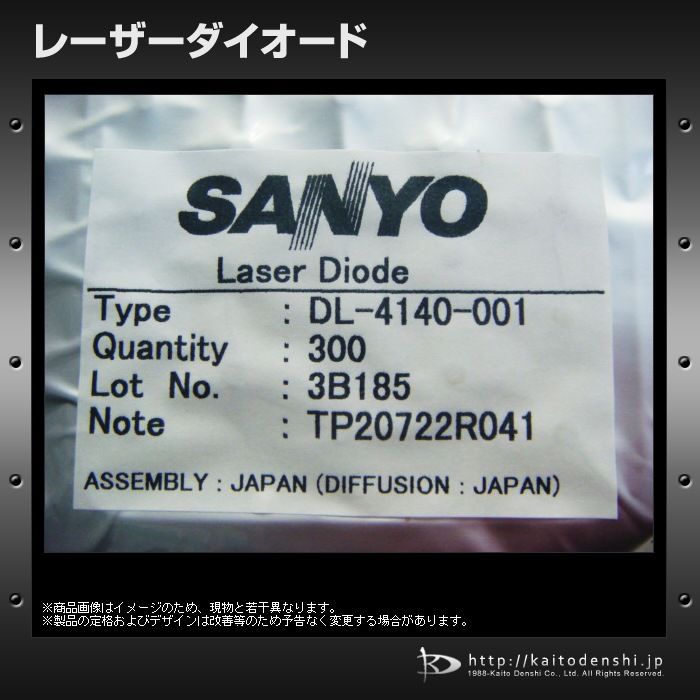 レーザーダイオード
SANYO
Laser Diode
Type : DL-4140-001
Quantity : 300
Lot No. : 3B185
Note : TP20722R041
ASSEMBLY : JAPAN (DIFFUSION : JAPAN)
※商品画像はイメージのため、現物と若干異なります。
※製品の定格およびデザインは改善等のため予告なく変更する場合があります。
http://kaitodenshi.jp
1988-Kaito Denshi Co., Ltd. All Rights Reserved.